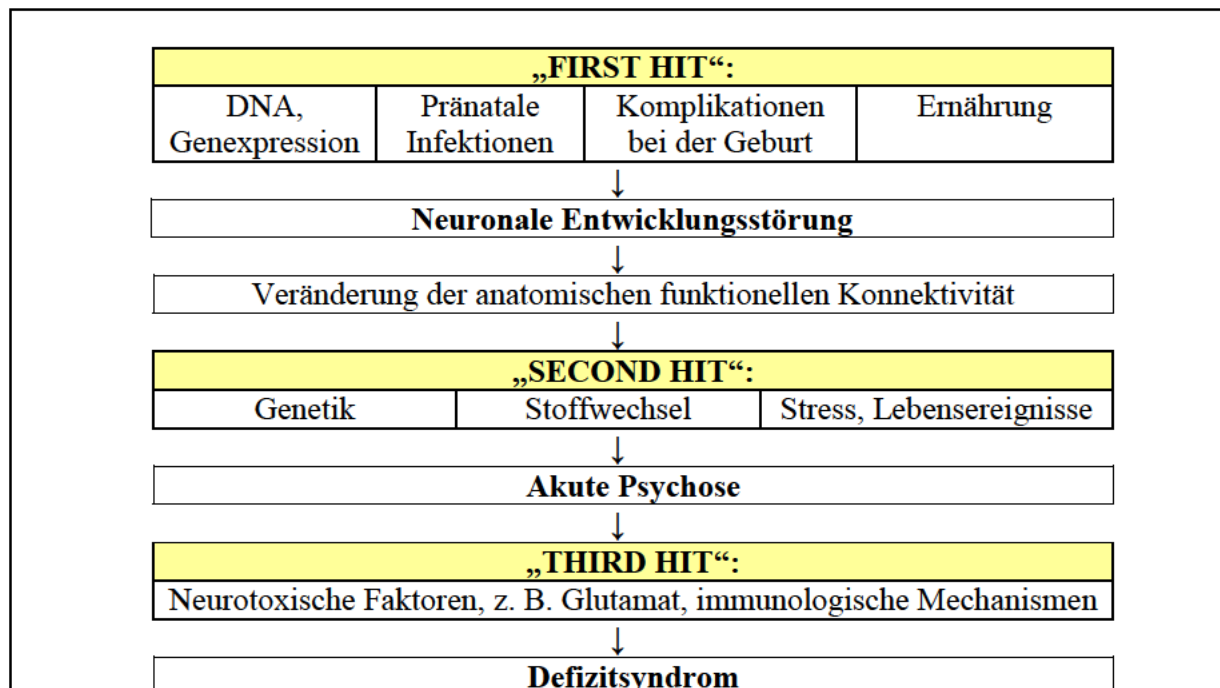 „FIRST HIT“:
DNA, Genexpression
Pränatale Infektionen
Komplikationen bei der Geburt
Ernährung
↓
Neuronale Entwicklungsstörung
↓
Veränderung der anatomischen funktionellen Konnektivität
↓
„SECOND HIT“:
Genetik
Stoffwechsel
Stress, Lebensereignisse
↓
Akute Psychose
↓
„THIRD HIT“:
Neurotoxische Faktoren, z. B. Glutamat, immunologische Mechanismen
↓
Defizitsyndrom